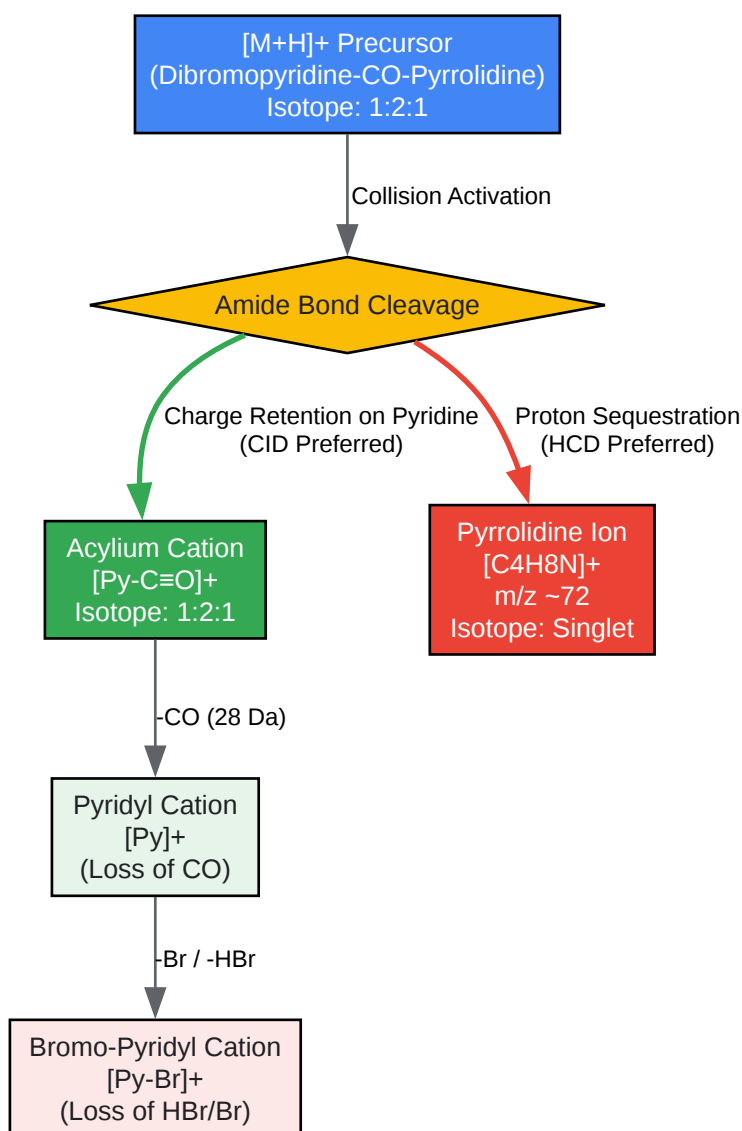 [M+H]+ Precursor
(Dibromopyridine-CO-Pyrrolidine)
Isotope: 1:2:1
Collision Activation
Amide Bond Cleavage
Charge Retention on Pyridine
(CID Preferred)
Proton Sequestration
(HCD Preferred)
Acylium Cation
[Py-C≡O]+
Isotope: 1:2:1
Pyrrolidine Ion
[C4H8N]+
m/z ~72
Isotope: Singlet
-CO (28 Da)
Pyridyl Cation
[Py]+
(Loss of CO)
-Br / -HBr
Bromo-Pyridyl Cation
[Py-Br]+
(Loss of HBr/Br)